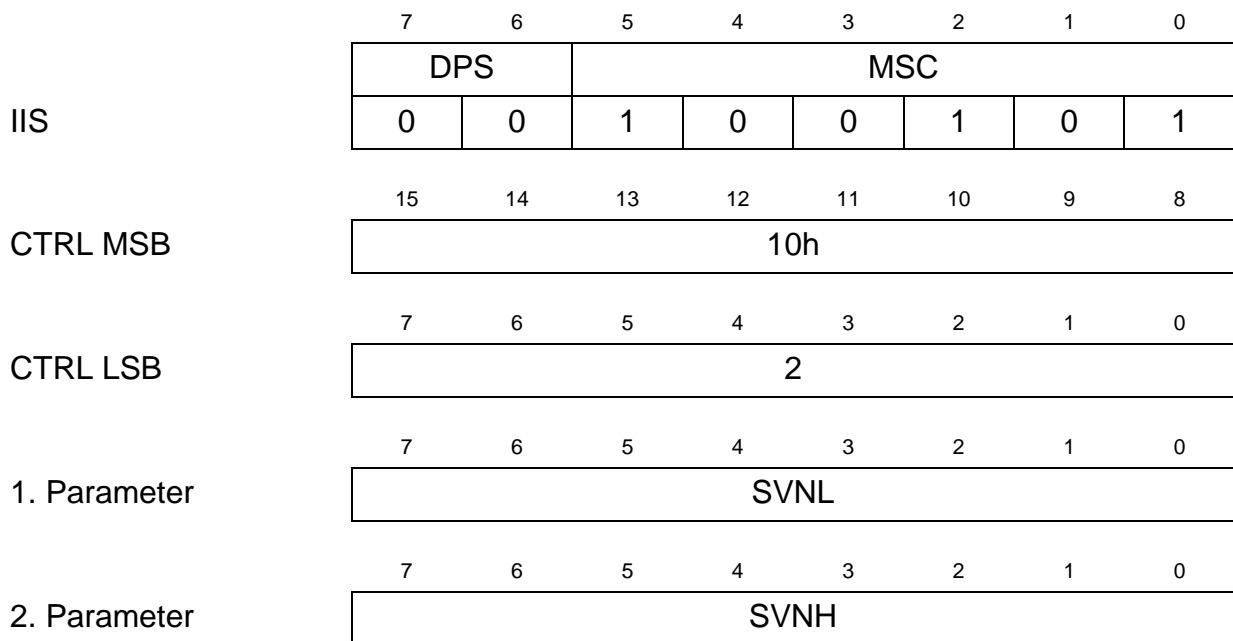 7 6 5 4 3 2 1 0
DPS MSC
IIS 0 0 1 0 0 1 0 1
15 14 13 12 11 10 9 8
CTRL MSB 10h
7 6 5 4 3 2 1 0
CTRL LSB 2
7 6 5 4 3 2 1 0
1. Parameter SVNL
7 6 5 4 3 2 1 0
2. Parameter SVNH